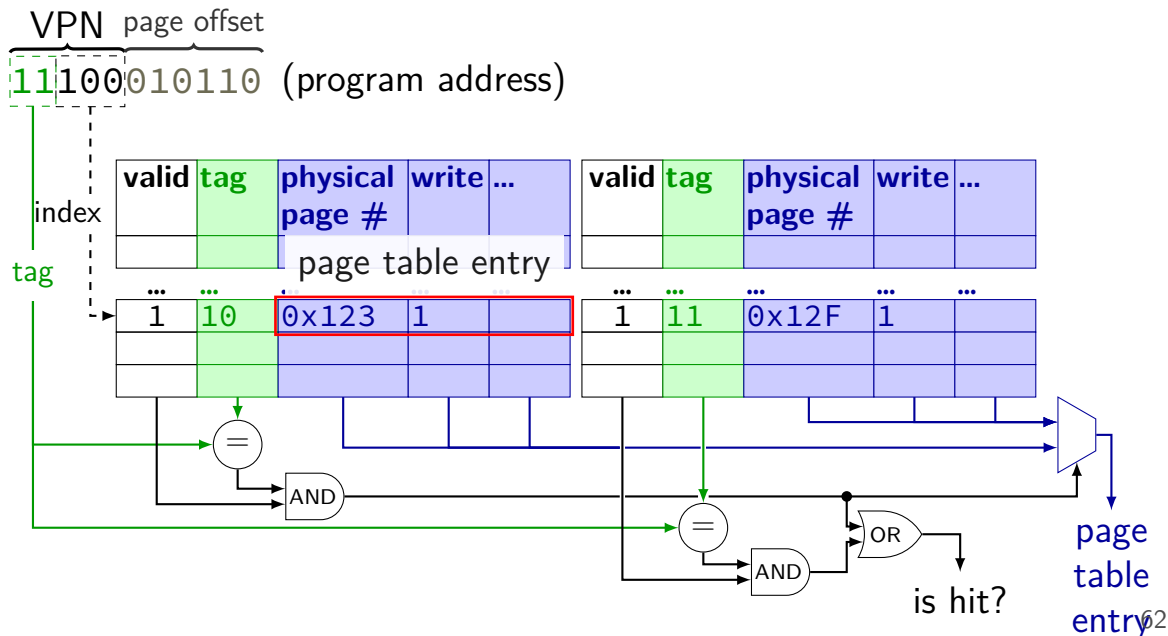 VPN page offset
11100010110 (program address)
valid tag physical page # write ... valid tag physical page # write ...
index
page table entry
tag
... ... ... ... ... ... ... ... ... ...
1 10 0x123 1 1 11 0x12F 1
=
AND
=
OR
AND
is hit?
page
table
entry
62